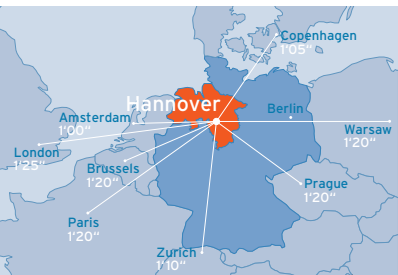 Copenhagen
1'05“
Hannover
Berlin
Amsterdam
1'00“
Warsaw
1'20“
London
1'25“
Brussels
1'20“
Prague
1'20“
Paris
1'20“
Zurich
1'10“